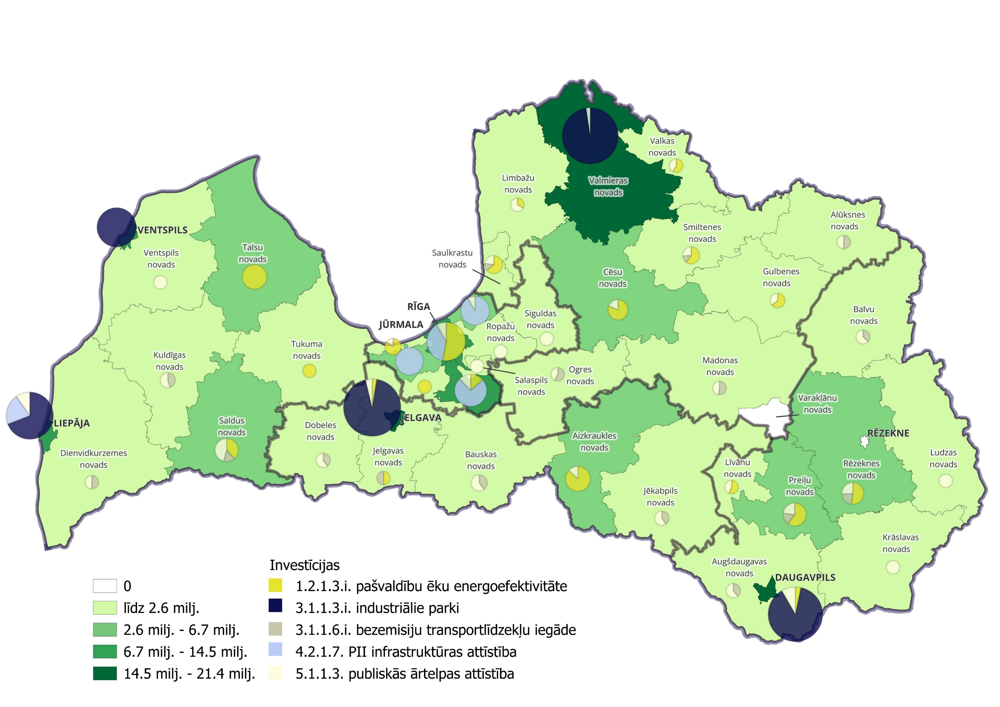 Valkas
novads
Limbažu
novads
Valmieras
novads
Alūksnes
novads
Smiltenes
novads
VENTSPILS
Ventspils
novads
Talsu
novads
Saulkrastu
novads
Cēsu
novads
Gulbenes
novads
RĪGA
Siguldas
novads
Balvu
novads
JŪRMALA
Ropažu
novads
Tukuma
novads
Kuldīgas
novads
Madonas
novads
Ogres
novads
Salaspils
novads
Varakļānu
novads
LIEPĀJA
Saldus
novads
Dobeles
novads
JELGAVA
Aizkraukles
novads
RĒZEKNE
Dienvidkurzemes
novads
Jelgavas
novads
Bauskas
novads
Līvānu
novads
Rēzeknes
novads
Ludzas
novads
Preiļu
novads
Jēkabpils
novads
Krāslavas
novads
Augšdaugavas
novads
DAUGAVPILS
0
līdz 2.6 milj.
2.6 milj. - 6.7 milj.
6.7 milj. - 14.5 milj.
14.5 milj. - 21.4 milj.
Investīcijas
1.2.1.3.i. pašvaldību ēku energoefektivitāte
3.1.1.3.i. industriālie parki
3.1.1.6.i. bezemisiju transportlīdzekļu iegāde
4.2.1.7. PII infrastruktūras attīstība
5.1.1.3. publiskās ārtelpas attīstība